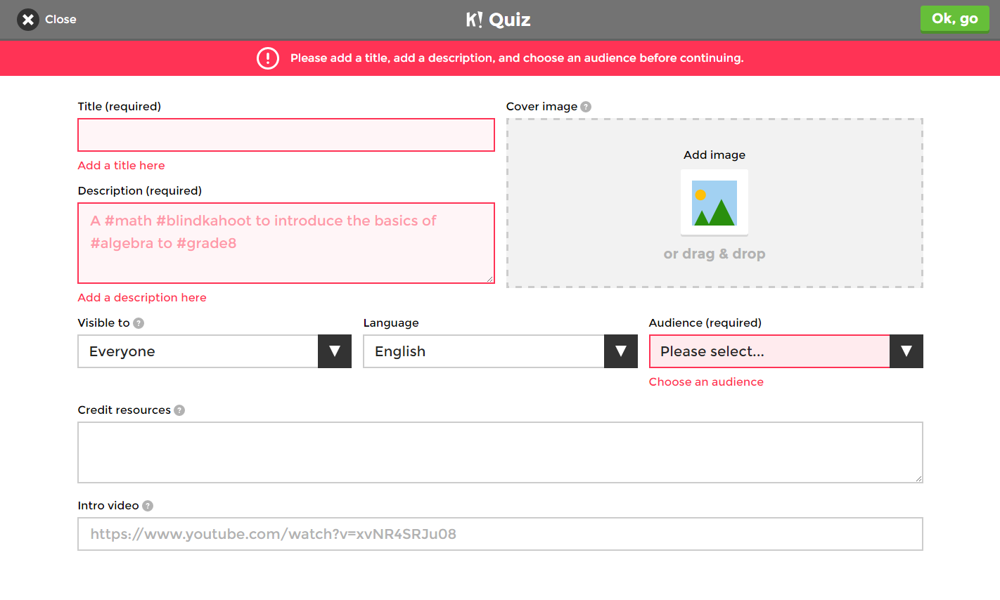 Close
K! Quiz
Ok, go
Please add a title, add a description, and choose an audience before continuing.
Title (required)
Add a title here
Description (required)
A #math #blindkahoot to introduce the basics of
#algebra to #grade8
Add a description here
Cover image ?
Add image
or drag & drop
Visible to ?
Everyone
Language
English
Audience (required)
Please select...
Choose an audience
Credit resources ?
Intro video ?
https://www.youtube.com/watch?v=xvNR4SRJu08